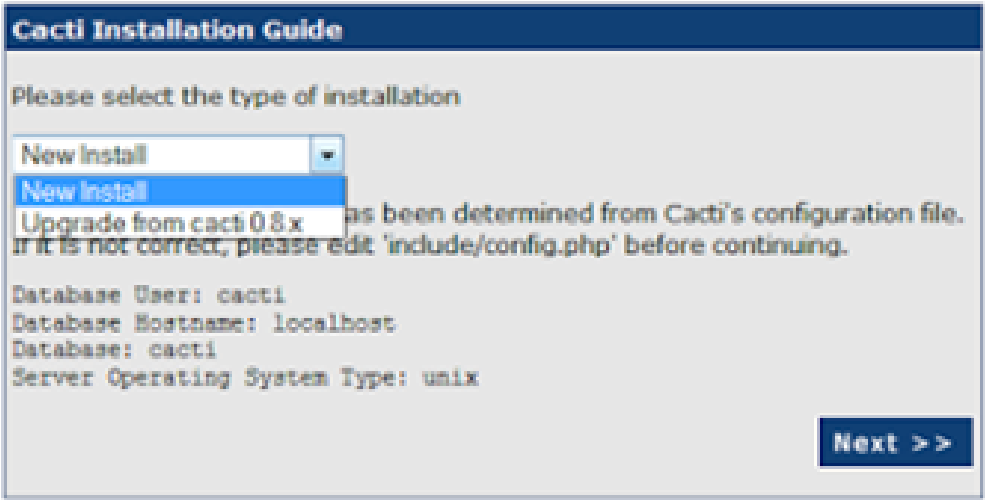 Cacti Installation Guide
Please select the type of installation
New Install
New Install
Upgrade from cacti 0.8.x
as been determined from Cacti's configuration file.
If it is not correct, please edit 'include/config.php' before continuing.
Database User: cacti
Database Hostname: localhost
Database: cacti
Server Operating System Type: unix
Next >>